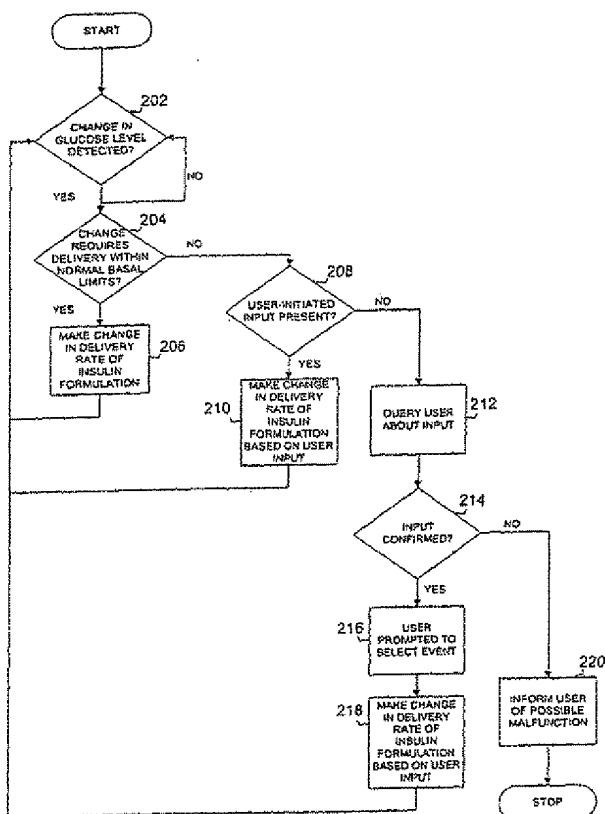 START
202
CHANGE IN
GLUCOSE LEVEL
DETECTED?
NO
YES
204
CHANGE
REQUIRES
DELIVERY WITHIN
NORMAL BASAL
LIMITS?
NO
YES
206
MAKE CHANGE
IN DELIVERY
RATE OF
INSULIN
FORMULATION
208
USER-INITIATED
INPUT PRESENT?
NO
YES
210
MAKE CHANGE
IN DELIVERY
RATE OF
INSULIN
FORMULATION
BASED ON USER
INPUT
QUERY USER
ABOUT INPUT
212
214
INPUT
CONFIRMED?
NO
YES
216
USER
PROMPTED TO
SELECT EVENT
218
MAKE CHANGE
IN DELIVERY
RATE OF
INSULIN
FORMULATION
BASED ON USER
INPUT
220
INFORM USER
OF POSSIBLE
MALFUNCTION
STOP